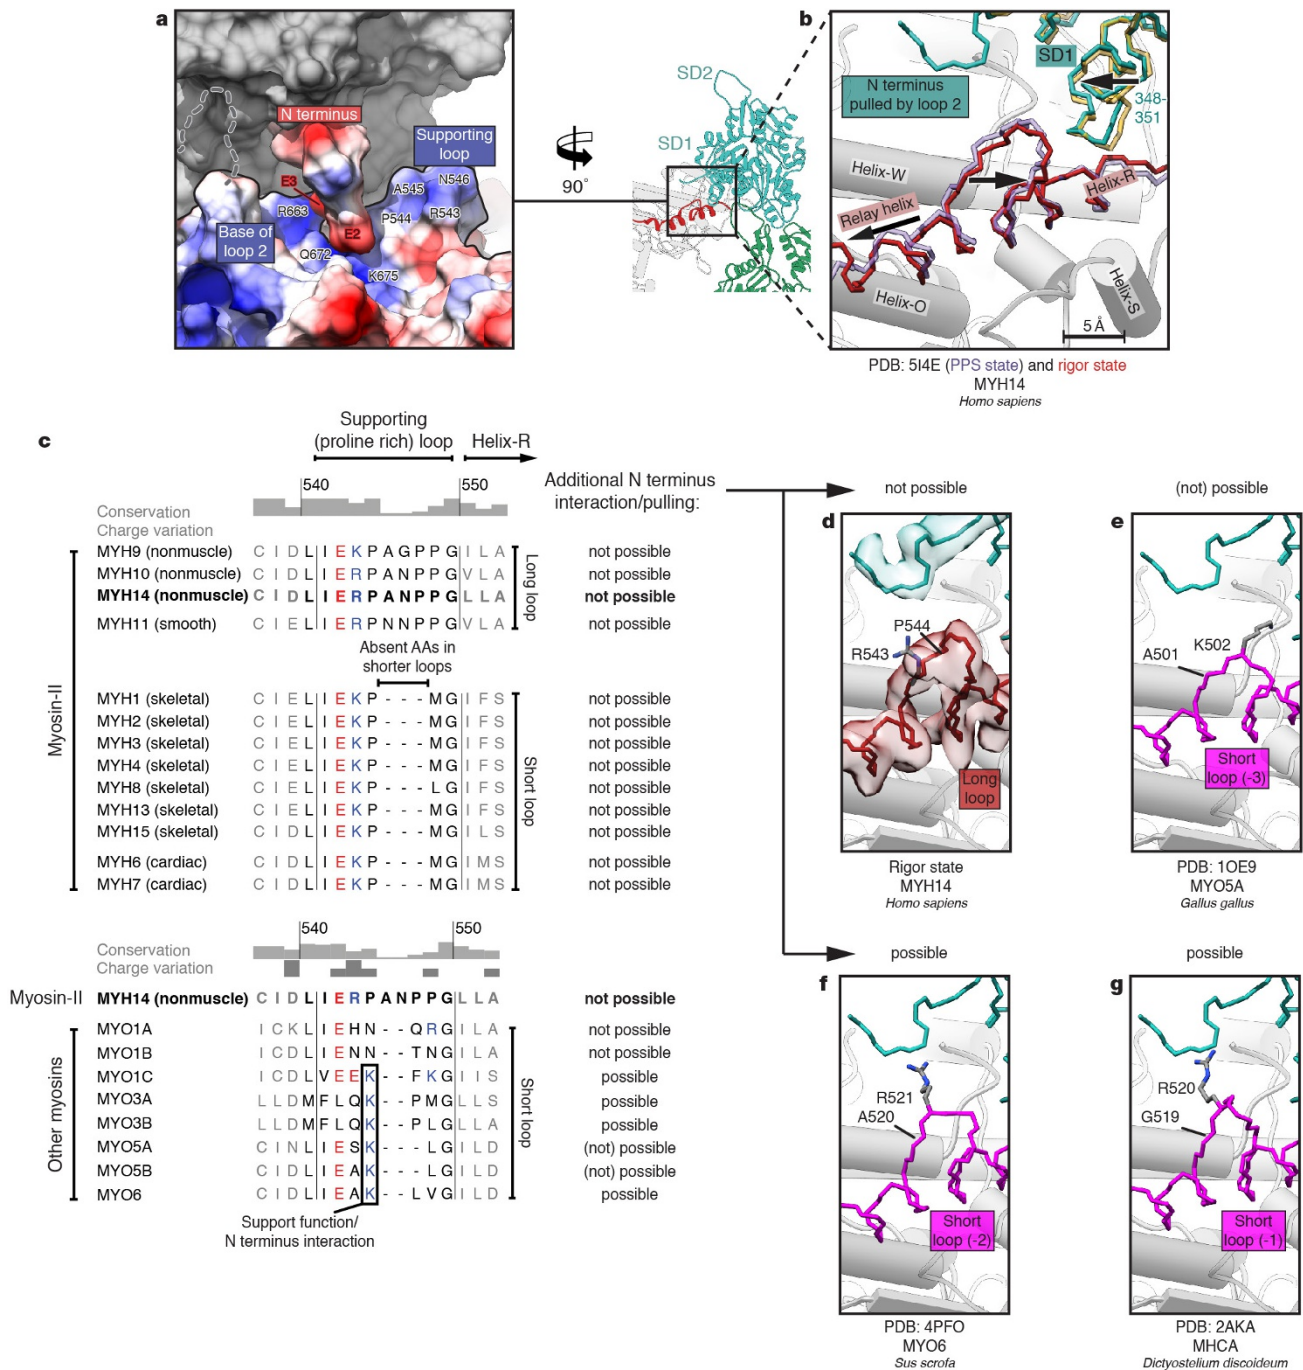 a
N terminus
Supporting
loop
E3
A545
N546
R663
P544
R543
Base of
loop 2
E2
Q672
K675
90°
SD2
SD1
b
SD1
N terminus
pulled by loop 2
348-
351
Helix-W
Helix-R
Relay helix
Helix-O
Helix-S
5 Å
PDB: 5I4E (PPS state) and rigor state
MYH14
Homo sapiens
c
Supporting
(proline rich) loop
Helix-R
540
550
Conservation
Charge variation
Additional N terminus
interaction/pulling:
Myosin-II
MYH9 (nonmuscle) C I D L I E K P A G P P G I L A not possible
MYH10 (nonmuscle) C I D L I E R P A N P P G V L A not possible
MYH14 (nonmuscle) C I D L I E R P A N P P G L L A not possible
MYH11 (smooth) C I E L I E R P N N P P G V L A not possible
Long loop
Absent AAs in
shorter loops
MYH1 (skeletal) C I E L I E K P - - - M G I F S not possible
MYH2 (skeletal) C I E L I E K P - - - M G I F S not possible
MYH3 (skeletal) C I E L I E K P - - - M G I F S not possible
MYH4 (skeletal) C I E L I E K P - - - M G I F S not possible
MYH8 (skeletal) C I E L I E K P - - - L G I F S not possible
MYH13 (skeletal) C I E L I E K P - - - M G I F S not possible
MYH15 (skeletal) C I E L I E K P - - - M G I L S not possible
MYH6 (cardiac) C I D L I E K P - - - M G I M S not possible
MYH7 (cardiac) C I D L I E K P - - - M G I M S not possible
Short loop
540
550
Conservation
Charge variation
Myosin-II MYH14 (nonmuscle) C I D L I E R P A N P P G L L A not possible
Other myosins
MYO1A I C K L I E H N - - Q R G I L A not possible
MYO1B I C D L I E N N - - T N G I L A not possible
MYO1C I C D L V E E K - - F K G I I S possible
MYO3A L L D M F L Q K - - P M G L L S possible
MYO3B L L D M F L Q K - - P L G L L A possible
MYO5A C I N L I E S K - - - L G I L D (not) possible
MYO5B C I D L I E A K - - - L G I L D (not) possible
MYO6 C I D L I E A K - - L V G I L D possible
Short loop
Support function/
N terminus interaction
not possible
d
P544
R543
Long
loop
Rigor state
MYH14
Homo sapiens
(not) possible
e
K502
A501
Short
loop (-3)
PDB: 1OE9
MYO5A
Gallus gallus
possible
f
R521
A520
Short
loop (-2)
PDB: 4PFO
MYO6
Sus scrofa
possible
g
R520
G519
Short
loop (-1)
PDB: 2AKA
MHCA
Dictyostelium discoideum